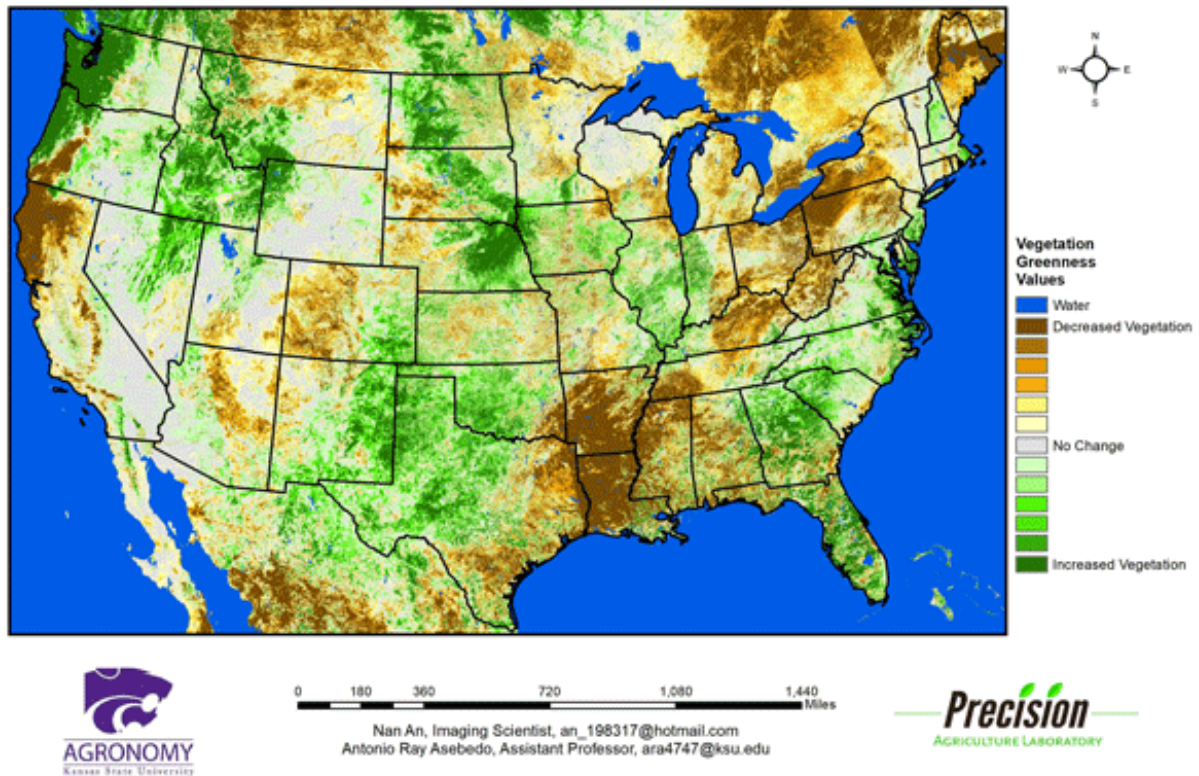 N
W E
S
Vegetation
Greenness
Values
Water
Decreased Vegetation
No Change
Increased Vegetation
0 180 360 720 1,080 1,440
Miles
Nan An, Imaging Scientist, an_198317@hotmail.com
Antonio Ray Asebedo, Assistant Professor, ara4747@ksu.edu
AGRONOMY
Kansas State University
Precision
AGRICULTURE LABORATORY